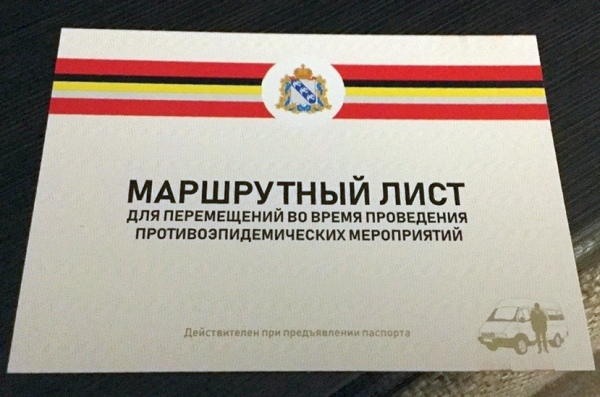 МАРШРУТНЫЙ ЛИСТ
ДЛЯ ПЕРЕМЕЩЕНИЙ ВО ВРЕМЯ ПРОВЕДЕНИЯ
ПРОТИВОЭПИДЕМИЧЕСКИХ МЕРОПРИЯТИЙ
Действителен при предъявлении паспорта